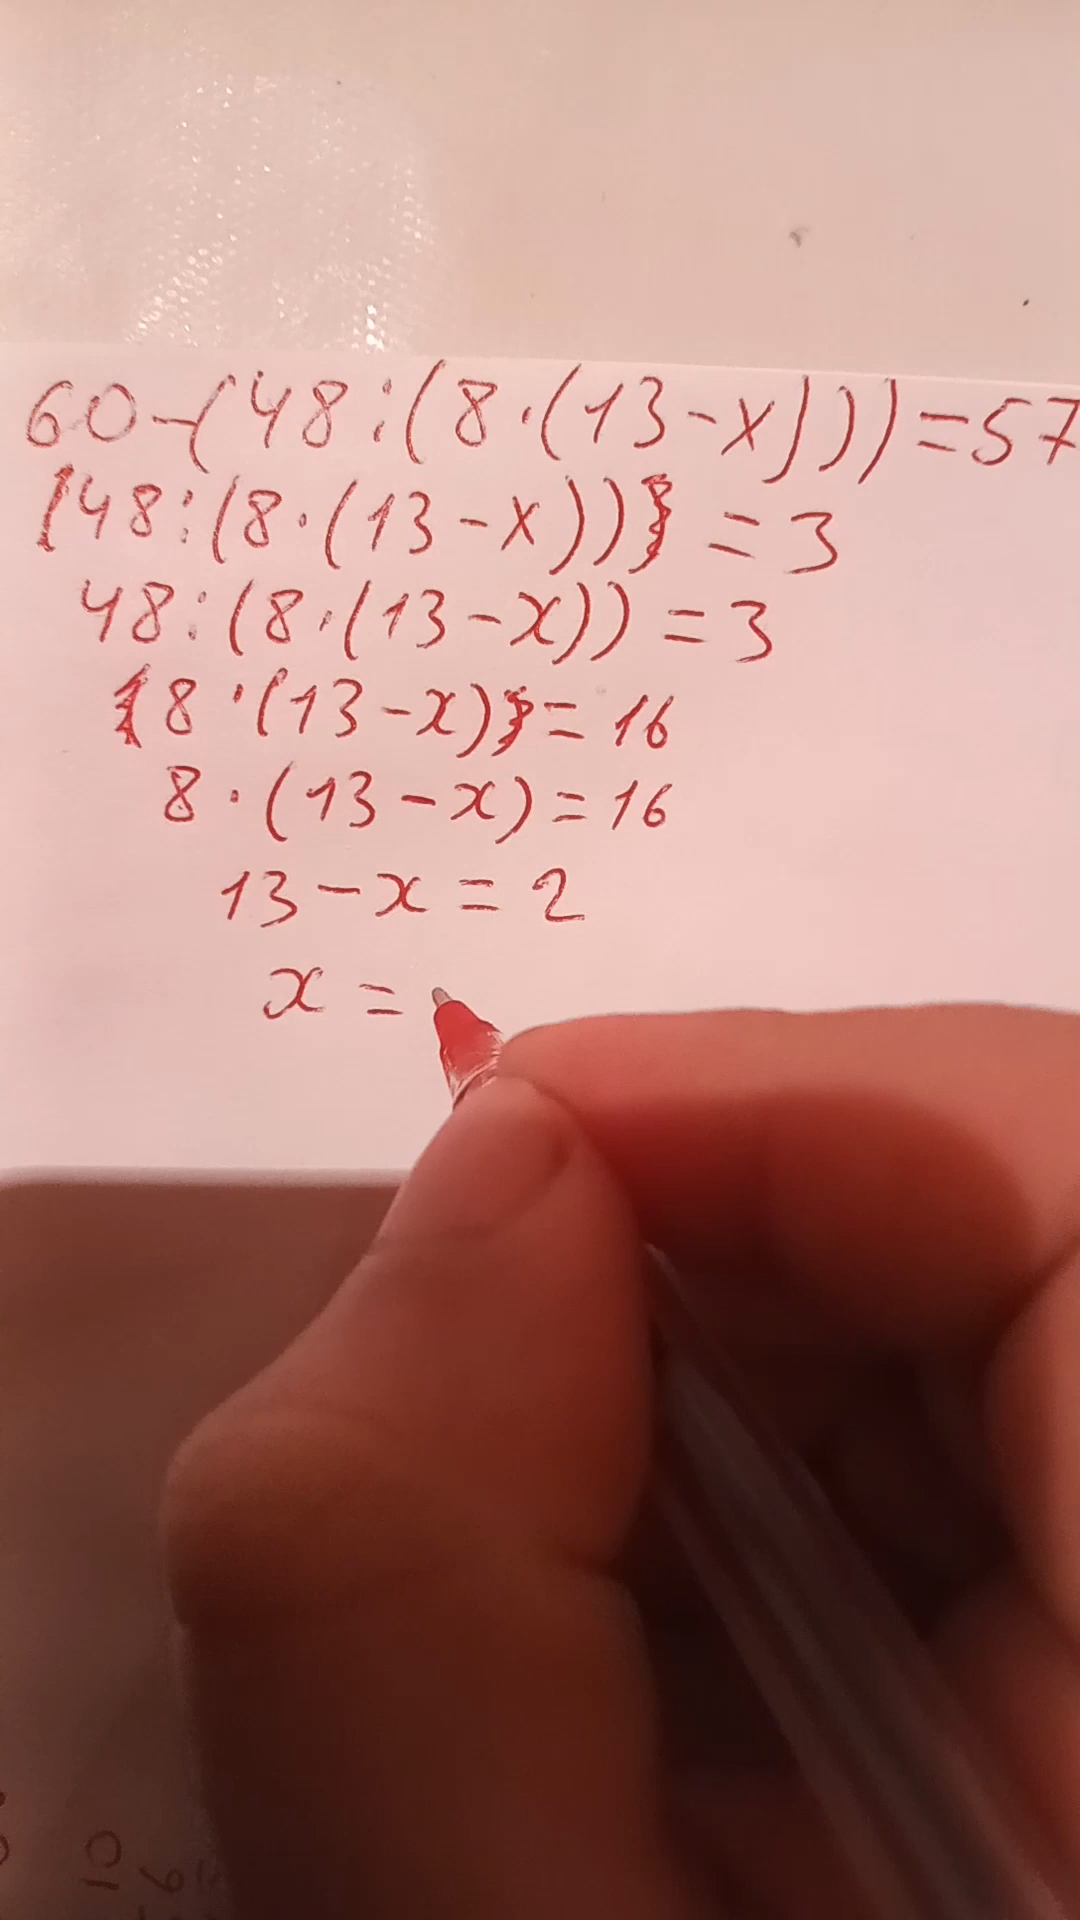 60-(48:(8·(13-x)))=57
(48:(8·(13-x))) = 3
48:(8·(13-x)) = 3
(8·(13-x)) = 16
8·(13-x) = 16
13-x = 2
x =
10